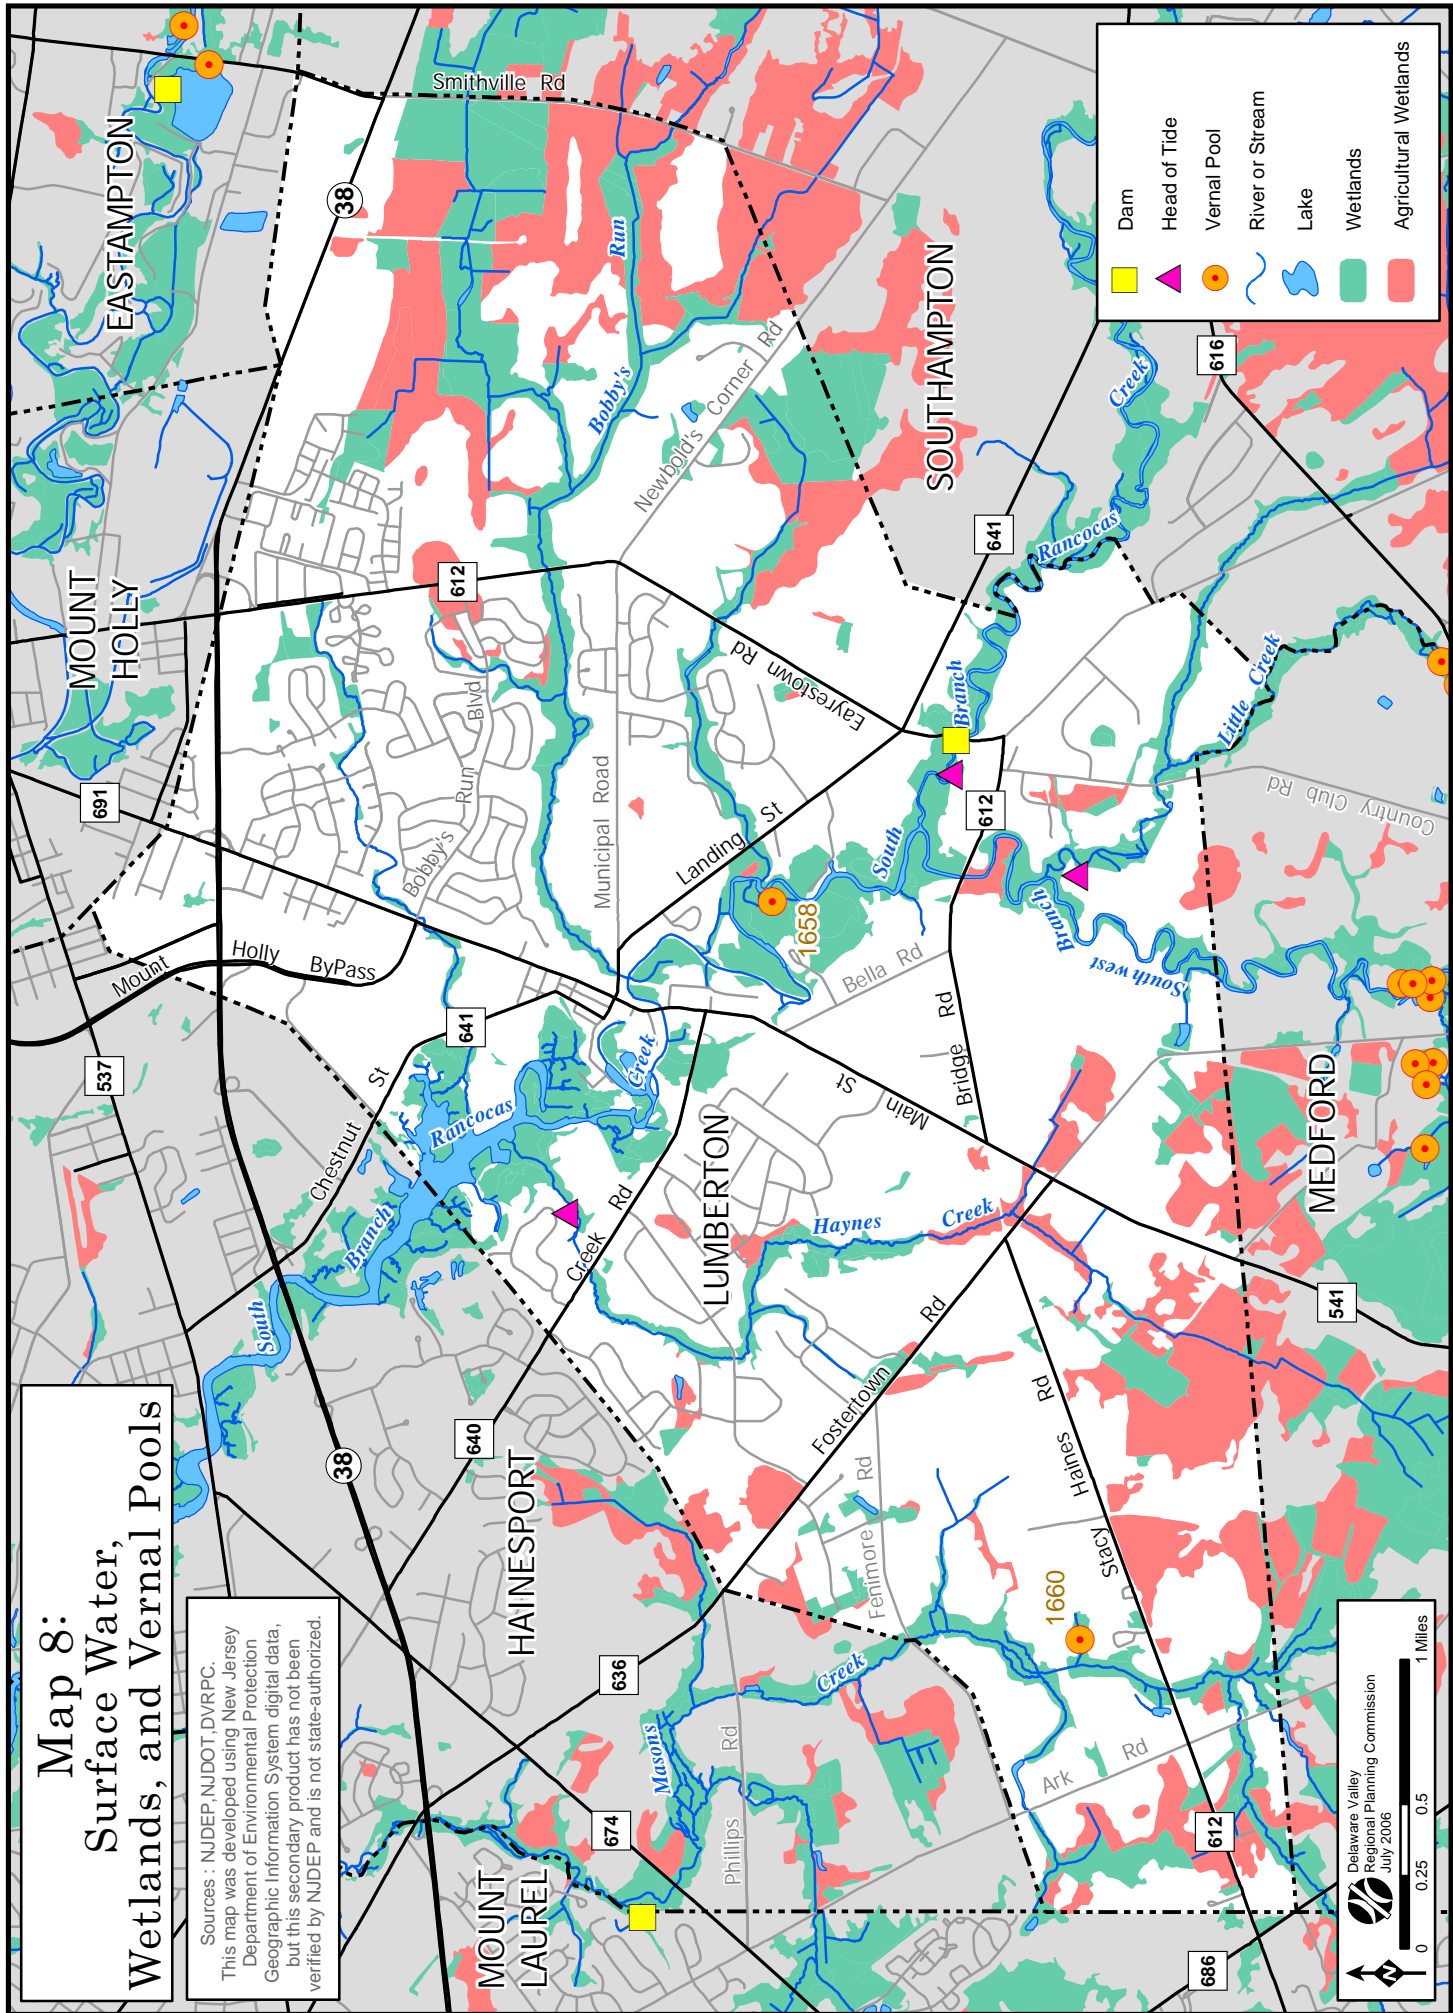 Map 8:
Surface Water,
Wetlands, and Vernal Pools
Sources : NJDEP,NJDOT,DVRPC.
This map was developed using New Jersey
Department of Environmental Protection
Geographic Information System digital data,
but this secondary product has not been
verified by NJDEP and is not state-authorized.
MOUNT
HOLLY
EASTAMPTON
HAINESPORT
MOUNT
LAUREL
LUMBERTON
SOUTHAMPTON
MEDFORD
537
691
38
38
641
640
636
674
612
612
641
616
541
612
686
Mount
Holly
ByPass
Chestnut
St
Creek
Rd
Smithville Rd
Bobby's
Run
Blvd
Municipal Road
Newbold's
Corner
Rd
Eayrestown Rd
Landing
St
Bella Rd
Bridge
Rd
Main
St
Country Club Rd
Fostertown
Rd
Fenimore Rd
Stacy
Haines
Rd
Ark
Rd
Phillips
Rd
South
Branch
Rancocas
Creek
Bobby's
Run
South
Branch
Rancocas
Creek
Southwest
Branch
Little
Creek
Haynes
Creek
Masons
Creek
1658
1660
Dam
Head of Tide
Vernal Pool
River or Stream
Lake
Wetlands
Agricultural Wetlands
N
Delaware Valley
Regional Planning Commission
July 2006
0
0.25
0.5
1 Miles